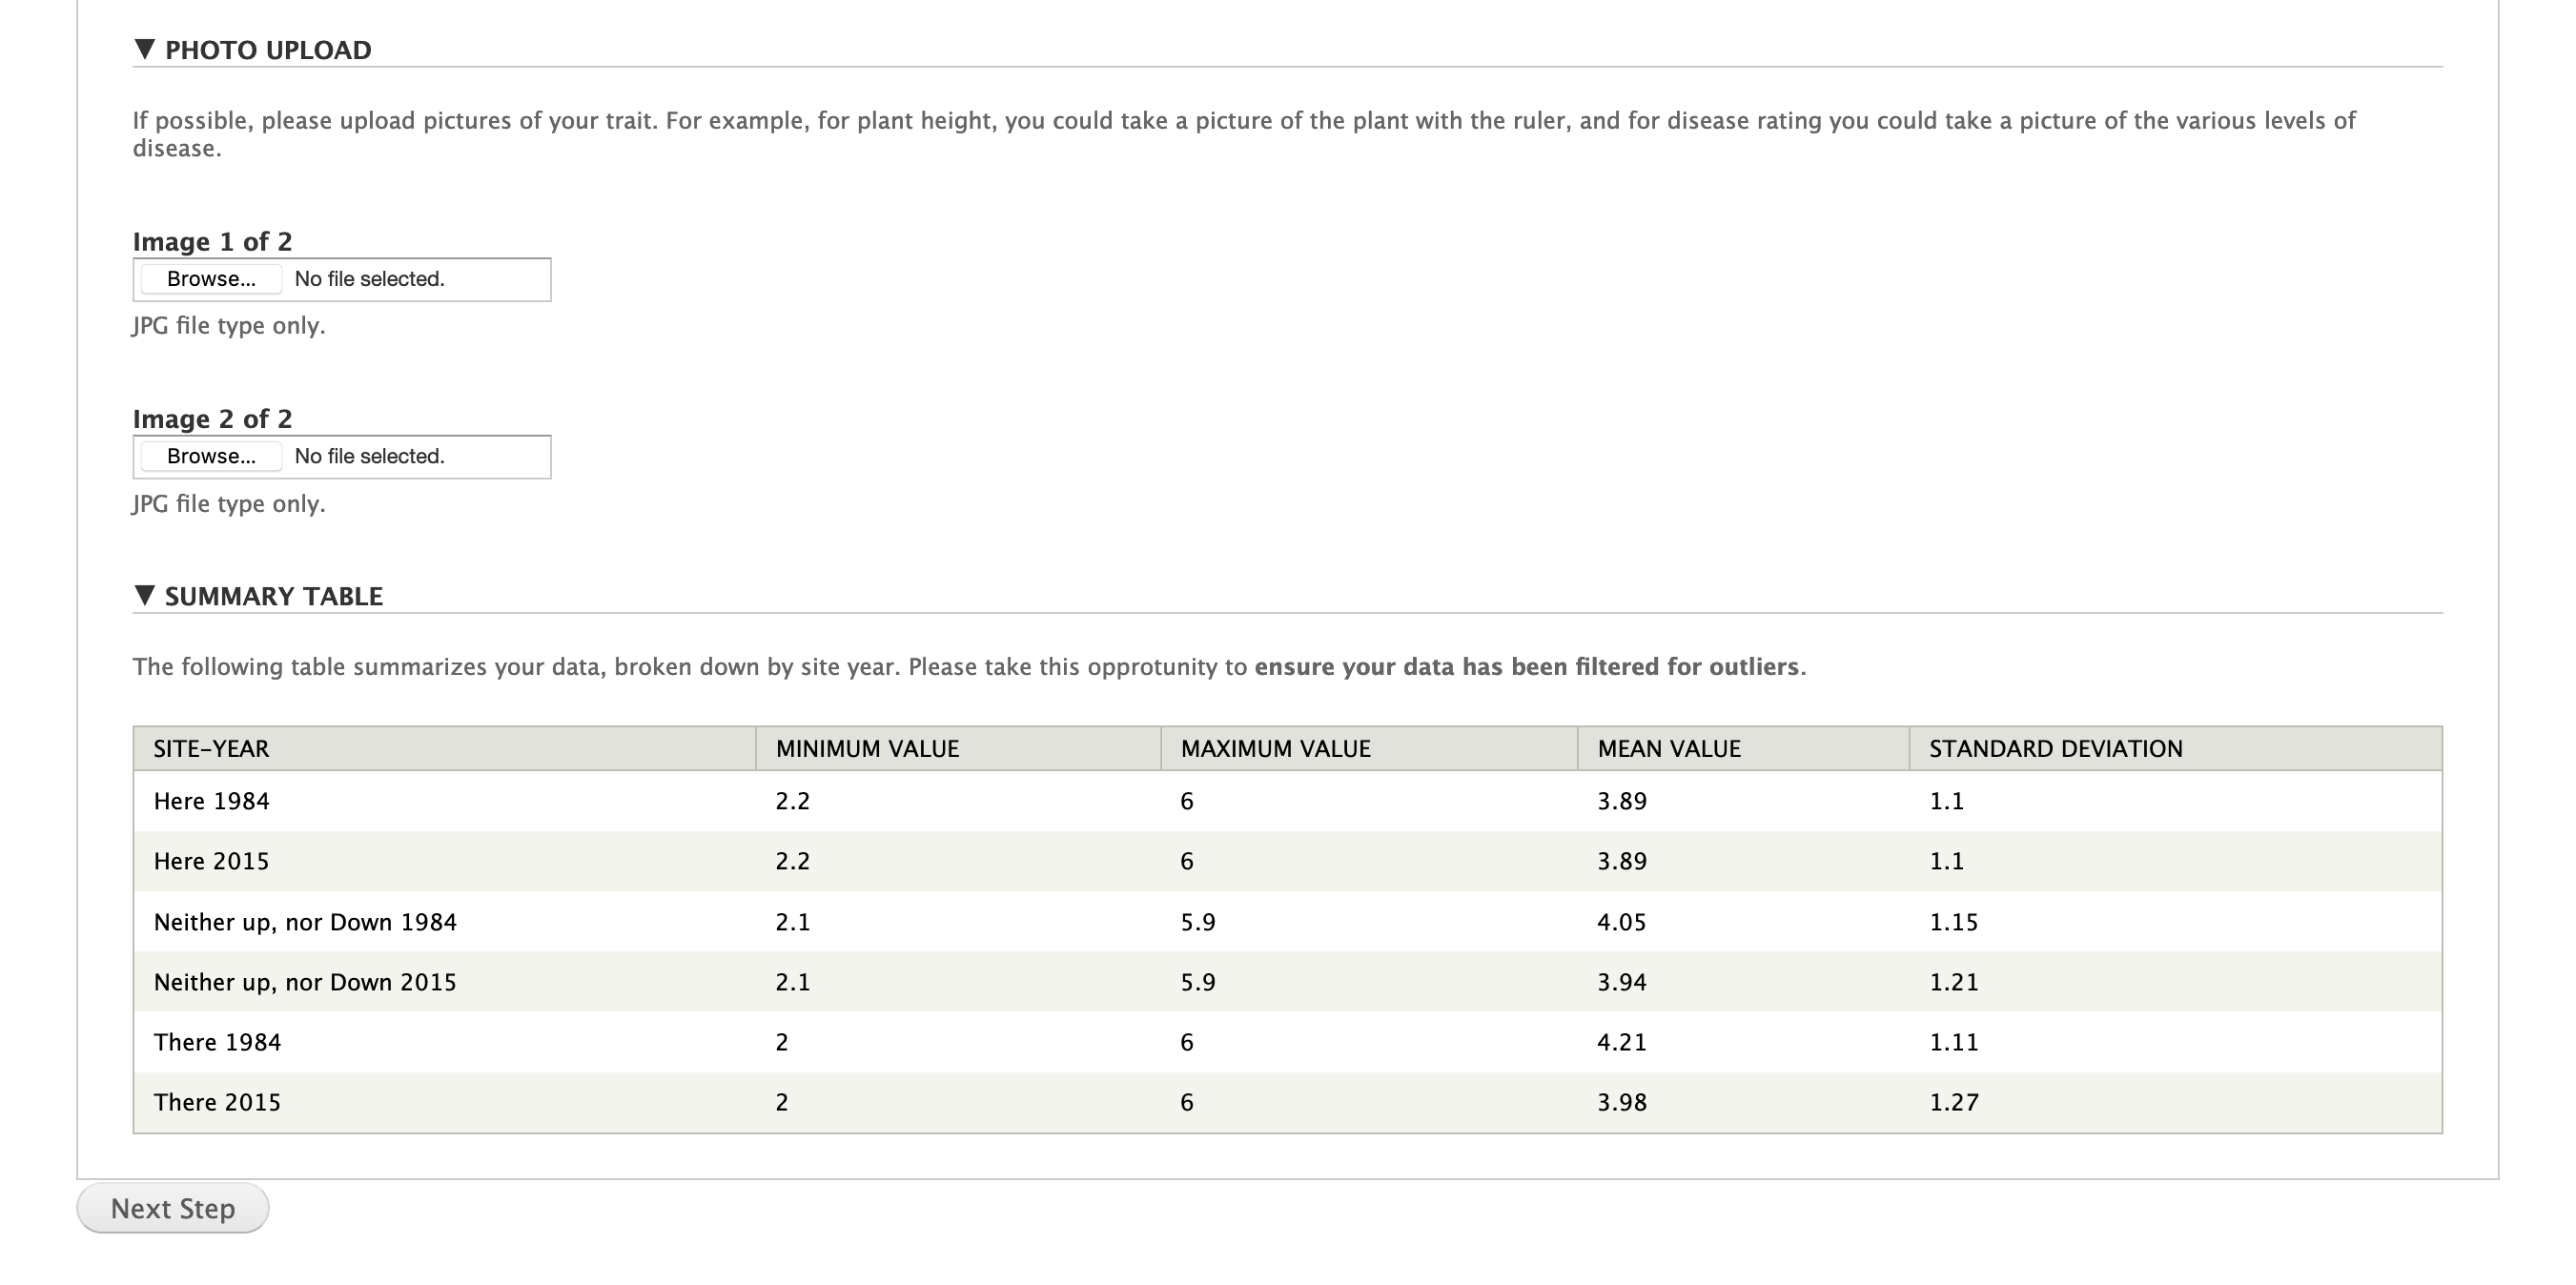 ▼ PHOTO UPLOAD
If possible, please upload pictures of your trait. For example, for plant height, you could take a picture of the plant with the ruler, and for disease rating you could take a picture of the various levels of
disease.
Image 1 of 2
Browse... No file selected.
JPG file type only.
Image 2 of 2
Browse... No file selected.
JPG file type only.
▼ SUMMARY TABLE
The following table summarizes your data, broken down by site year. Please take this opprotunity to ensure your data has been filtered for outliers.
SITE-YEAR MINIMUM VALUE MAXIMUM VALUE MEAN VALUE STANDARD DEVIATION
Here 1984 2.2 6 3.89 1.1
Here 2015 2.2 6 3.89 1.1
Neither up, nor Down 1984 2.1 5.9 4.05 1.15
Neither up, nor Down 2015 2.1 5.9 3.94 1.21
There 1984 2 6 4.21 1.11
There 2015 2 6 3.98 1.27
Next Step